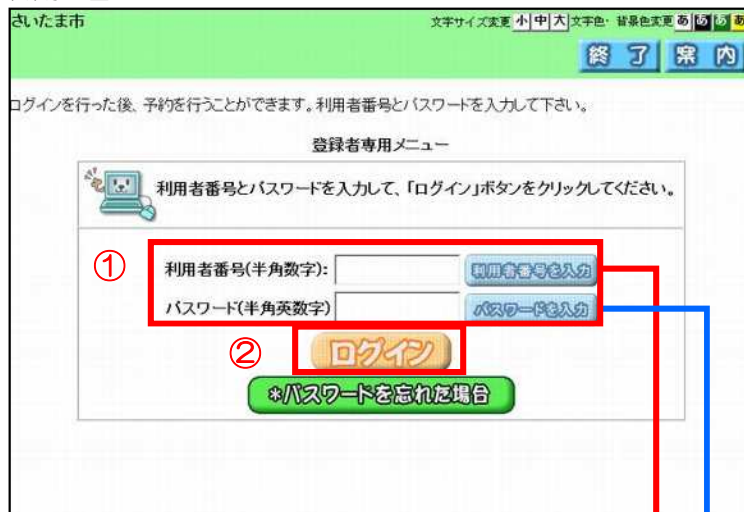 さいたま市
文字サイズ変更 小 中 大 文字色・背景色変更 あ あ あ あ
終了 案内
ログインを行った後、予約を行うことができます。利用者番号とパスワードを入力して下さい。
登録者専用メニュー
利用者番号とパスワードを入力して、「ログイン」ボタンをクリックしてください。
① 利用者番号(半角数字): 利用者番号を入力
パスワード(半角英数字) パスワードを入力
② ログイン
*パスワードを忘れた場合